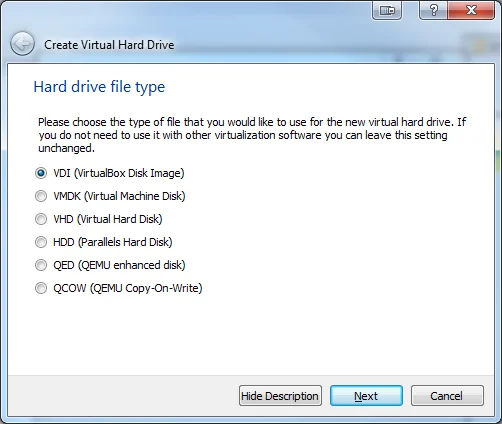 ?
X
Create Virtual Hard Drive
Hard drive file type
Please choose the type of file that you would like to use for the new virtual hard drive. If
you do not need to use it with other virtualization software you can leave this setting
unchanged.
VDI (VirtualBox Disk Image)
VMDK (Virtual Machine Disk)
VHD (Virtual Hard Disk)
HDD (Parallels Hard Disk)
QED (QEMU enhanced disk)
QCOW (QEMU Copy-On-Write)
Hide Description Next Cancel